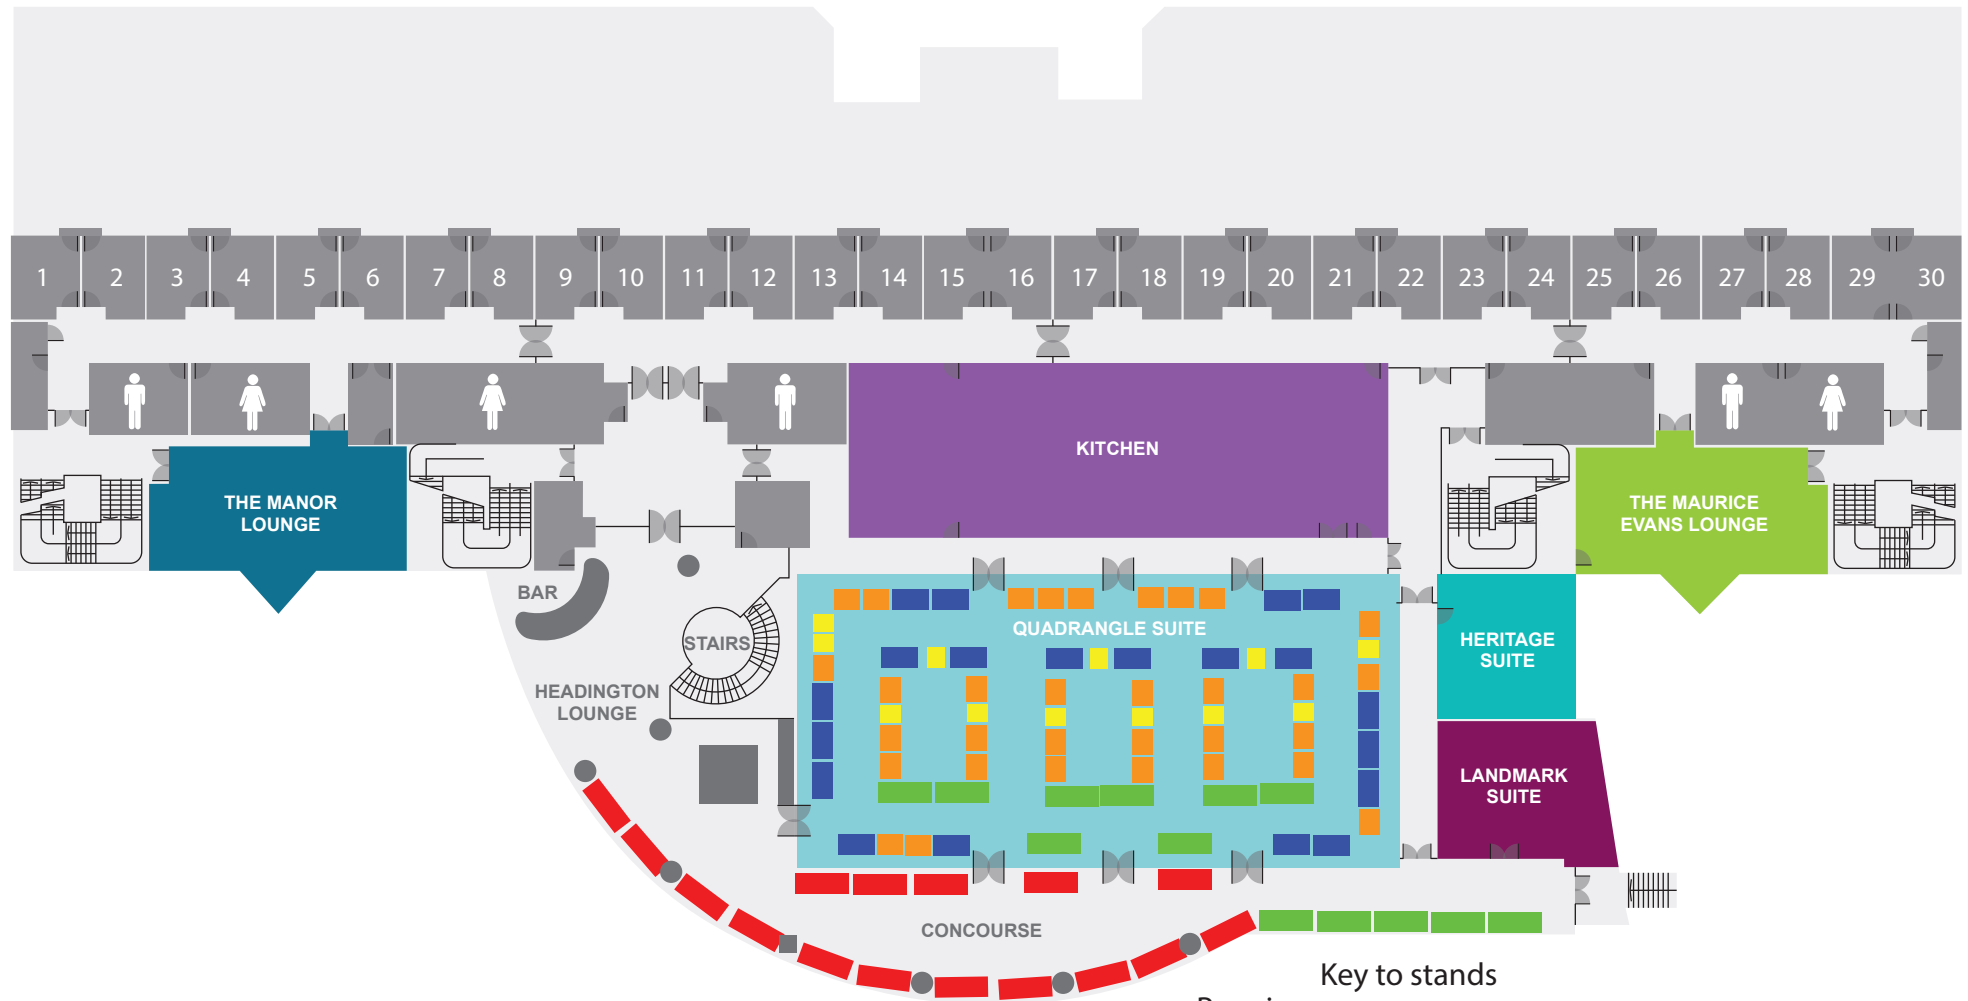 1 2 3 4 5 6 7 8 9 10 11 12 13 14 15 16 17 18 19 20 21 22 23 24 25 26 27 28 29 30
KITCHEN
THE MANOR
LOUNGE
THE MAURICE
EVANS LOUNGE
BAR
STAIRS
QUADRANGLE SUITE
HERITAGE
SUITE
HEADINGTON
LOUNGE
LANDMARK
SUITE
CONCOURSE
Key to stands